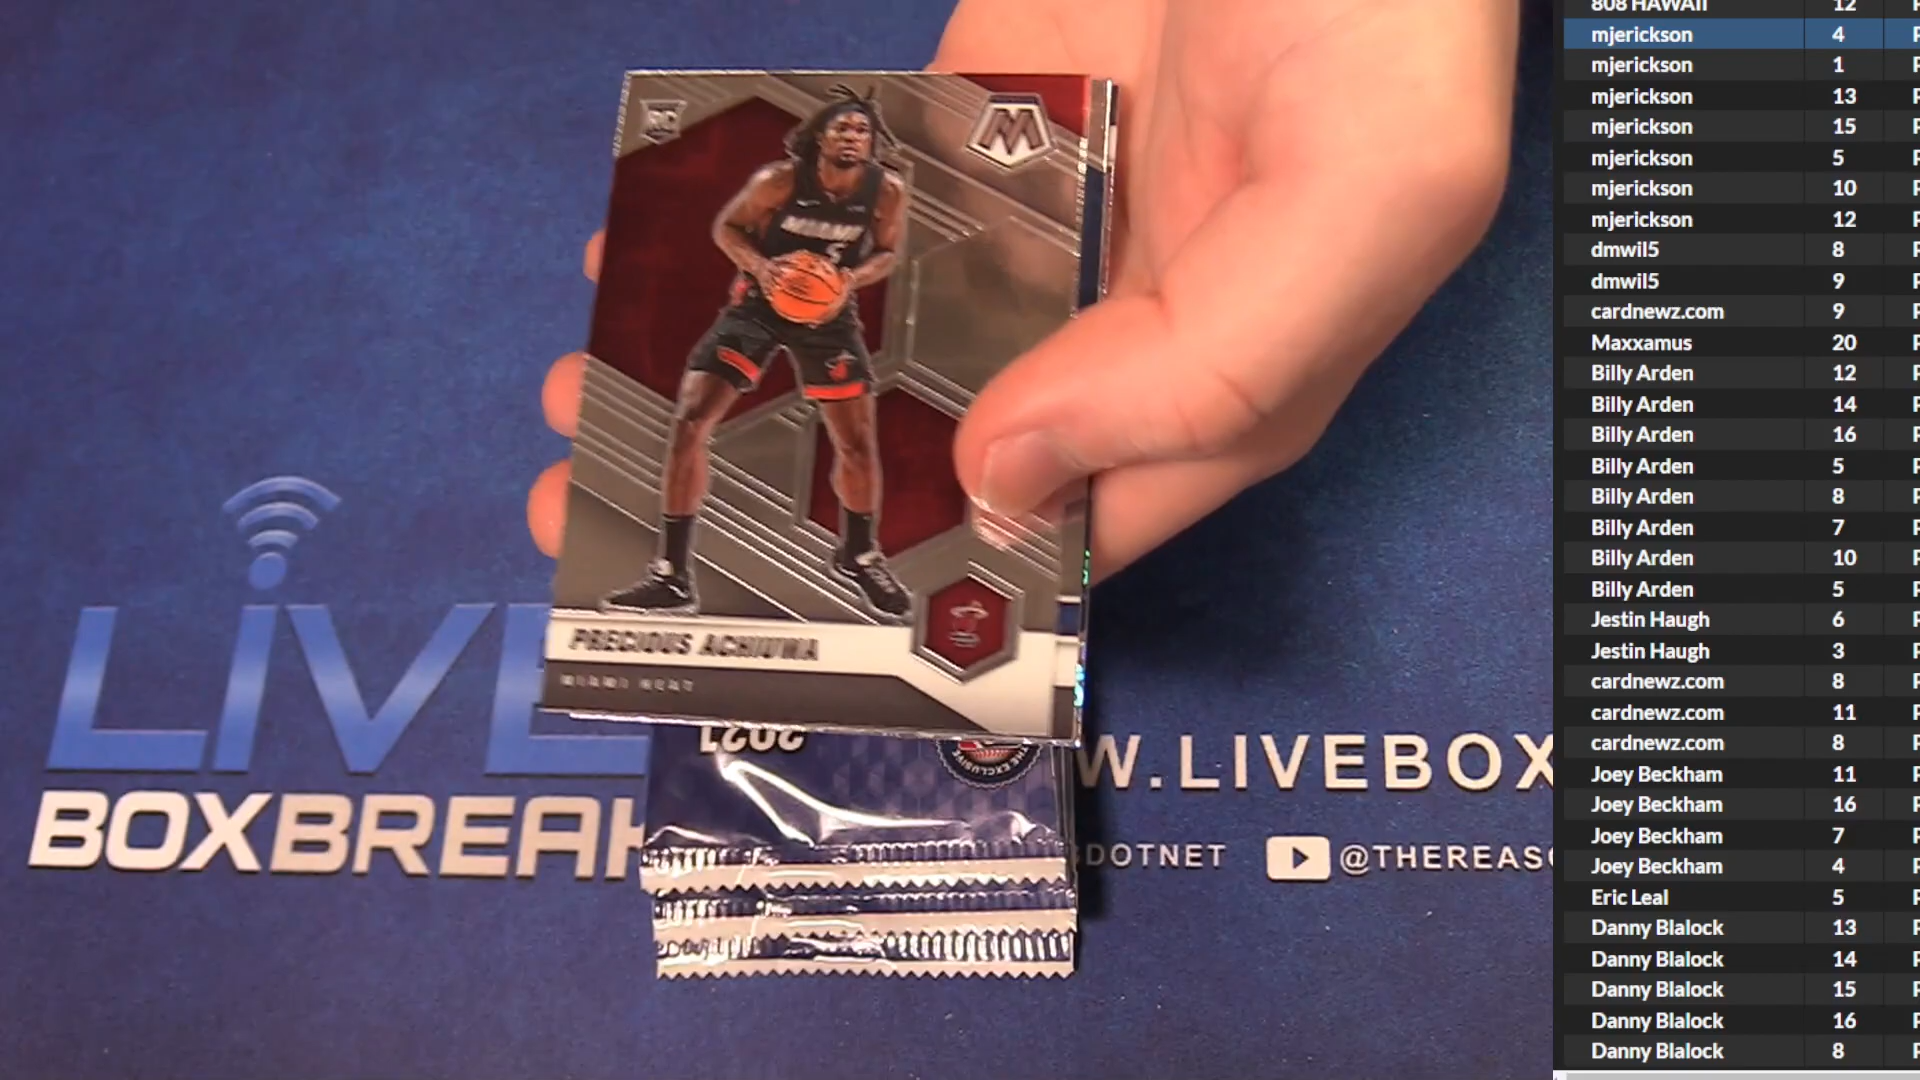 RC
M
MIAMI
5
PRECIOUS ACHIUWA
MIAMI HEAT
2021
THE EXCLUSIVE
LIVE
BOXBREAK
W.LIVEBOX
DOTNET
@THEREAS
808 HAWAII 12
mjerickson 4
mjerickson 1
mjerickson 13
mjerickson 15
mjerickson 5
mjerickson 10
mjerickson 12
dmwil5 8
dmwil5 9
cardnewz.com 9
Maxxamus 20
Billy Arden 12
Billy Arden 14
Billy Arden 16
Billy Arden 5
Billy Arden 8
Billy Arden 7
Billy Arden 10
Billy Arden 5
Jestin Haugh 6
Jestin Haugh 3
cardnewz.com 8
cardnewz.com 11
cardnewz.com 8
Joey Beckham 11
Joey Beckham 16
Joey Beckham 7
Joey Beckham 4
Eric Leal 5
Danny Blalock 13
Danny Blalock 14
Danny Blalock 15
Danny Blalock 16
Danny Blalock 8